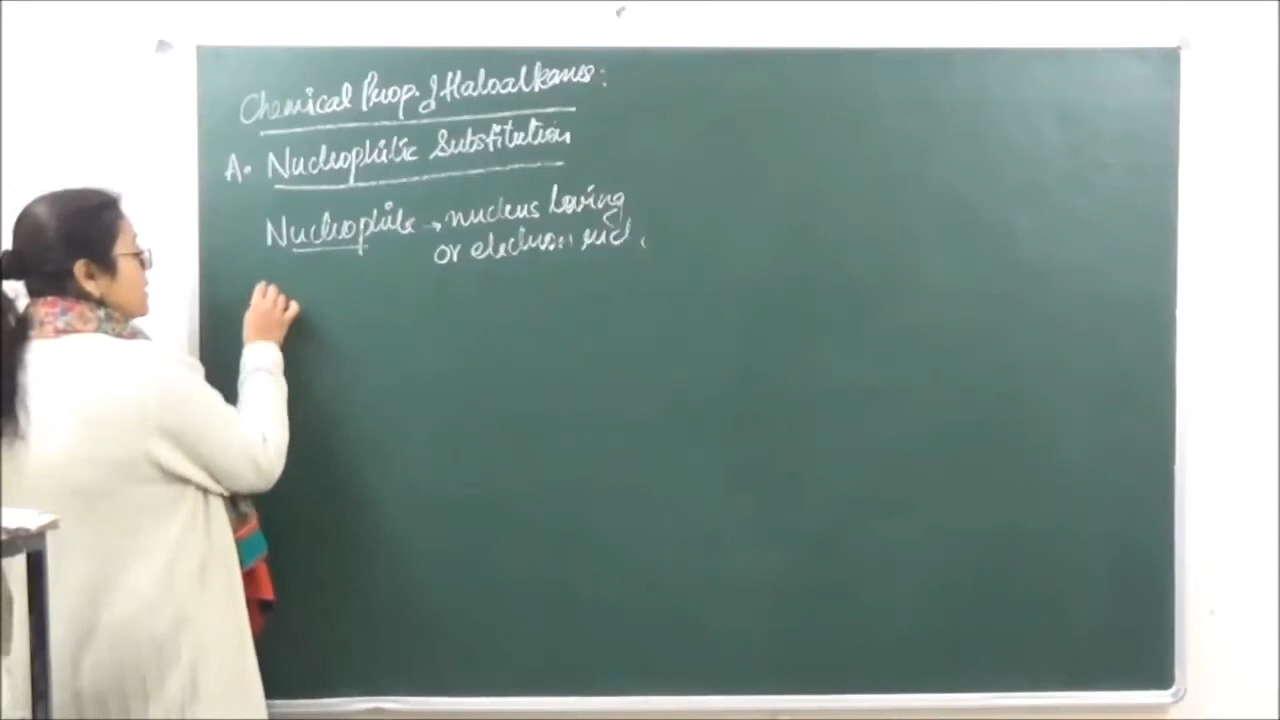 Chemical Prop. of Haloalkanes:
A. Nucleophilic Substitution
Nucleophile → nucleus loving
or electron rich.